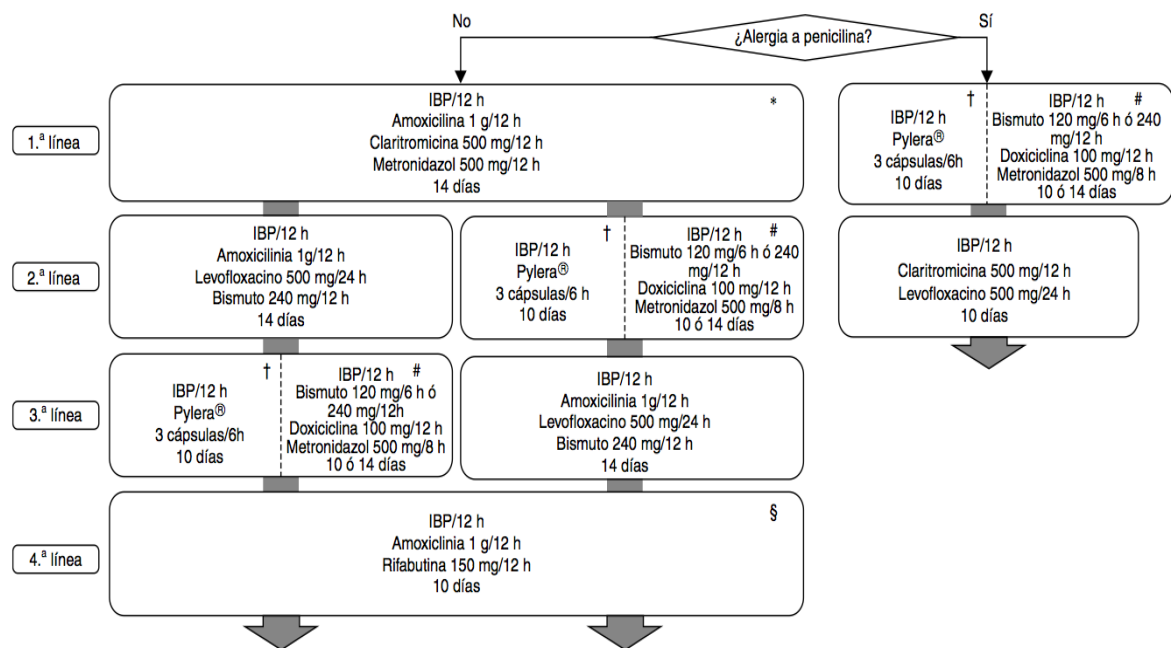 No
¿Alergia a penicilina?
Sí
1.ª línea
IBP/12 h
*
Amoxicilina 1 g/12 h
Claritromicina 500 mg/12 h
Metronidazol 500 mg/12 h
14 días
†
IBP/12 h
Pylera®
3 cápsulas/6h
10 días
IBP/12 h
#
Bismuto 120 mg/6 h ó 240
mg/12 h
Doxiciclina 100 mg/12 h
Metronidazol 500 mg/8 h
10 ó 14 días
2.ª línea
IBP/12 h
Amoxicilinia 1g/12 h
Levofloxacino 500 mg/24 h
Bismuto 240 mg/12 h
14 días
†
IBP/12 h
Pylera®
3 cápsulas/6 h
10 días
IBP/12 h
#
Bismuto 120 mg/6 h ó 240
mg/12 h
Doxiciclina 100 mg/12 h
Metronidazol 500 mg/8 h
10 ó 14 días
IBP/12 h
Claritromicina 500 mg/12 h
Levofloxacino 500 mg/24 h
10 días
3.ª línea
†
IBP/12 h
Pylera®
3 cápsulas/6h
10 días
IBP/12 h
#
Bismuto 120 mg/6 h ó
240 mg/12h
Doxiciclina 100 mg/12 h
Metronidazol 500 mg/8 h
10 ó 14 días
IBP/12 h
Amoxicilinia 1g/12 h
Levofloxacino 500 mg/24 h
Bismuto 240 mg/12 h
14 días
4.ª línea
§
IBP/12 h
Amoxiclinia 1 g/12 h
Rifabutina 150 mg/12 h
10 días